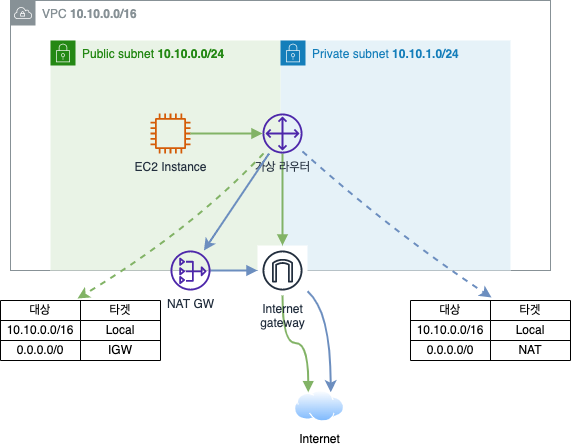 VPC 10.10.0.0/16
Public subnet 10.10.0.0/24
Private subnet 10.10.1.0/24
EC2 Instance
가상 라우터
NAT GW
Internet
gateway
대상 타겟
10.10.0.0/16 Local
0.0.0.0/0 IGW
대상 타겟
10.10.0.0/16 Local
0.0.0.0/0 NAT
Internet